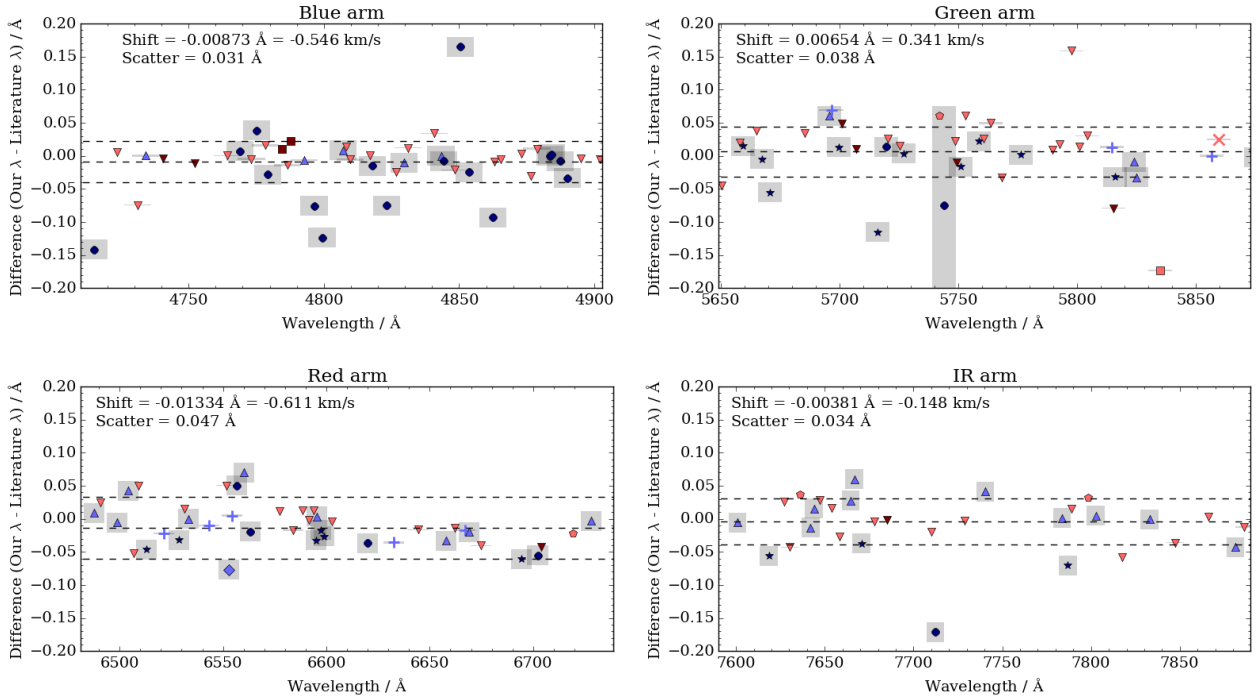 Blue arm
Shift = -0.00873 Å = -0.546 km/s
Scatter = 0.031 Å
Difference (Our λ - Literature λ) / Å
0.20
0.15
0.10
0.05
0.00
−0.05
−0.10
−0.15
−0.20
4750 4800 4850 4900
Wavelength / Å
Green arm
Shift = 0.00654 Å = 0.341 km/s
Scatter = 0.038 Å
Difference (Our λ - Literature λ) / Å
0.20
0.15
0.10
0.05
0.00
−0.05
−0.10
−0.15
−0.20
5650 5700 5750 5800 5850
Wavelength / Å
Red arm
Shift = -0.01334 Å = -0.611 km/s
Scatter = 0.047 Å
Difference (Our λ - Literature λ) / Å
0.20
0.15
0.10
0.05
0.00
−0.05
−0.10
−0.15
−0.20
6500 6550 6600 6650 6700
Wavelength / Å
IR arm
Shift = -0.00381 Å = -0.148 km/s
Scatter = 0.034 Å
Difference (Our λ - Literature λ) / Å
0.20
0.15
0.10
0.05
0.00
−0.05
−0.10
−0.15
−0.20
7600 7650 7700 7750 7800 7850
Wavelength / Å